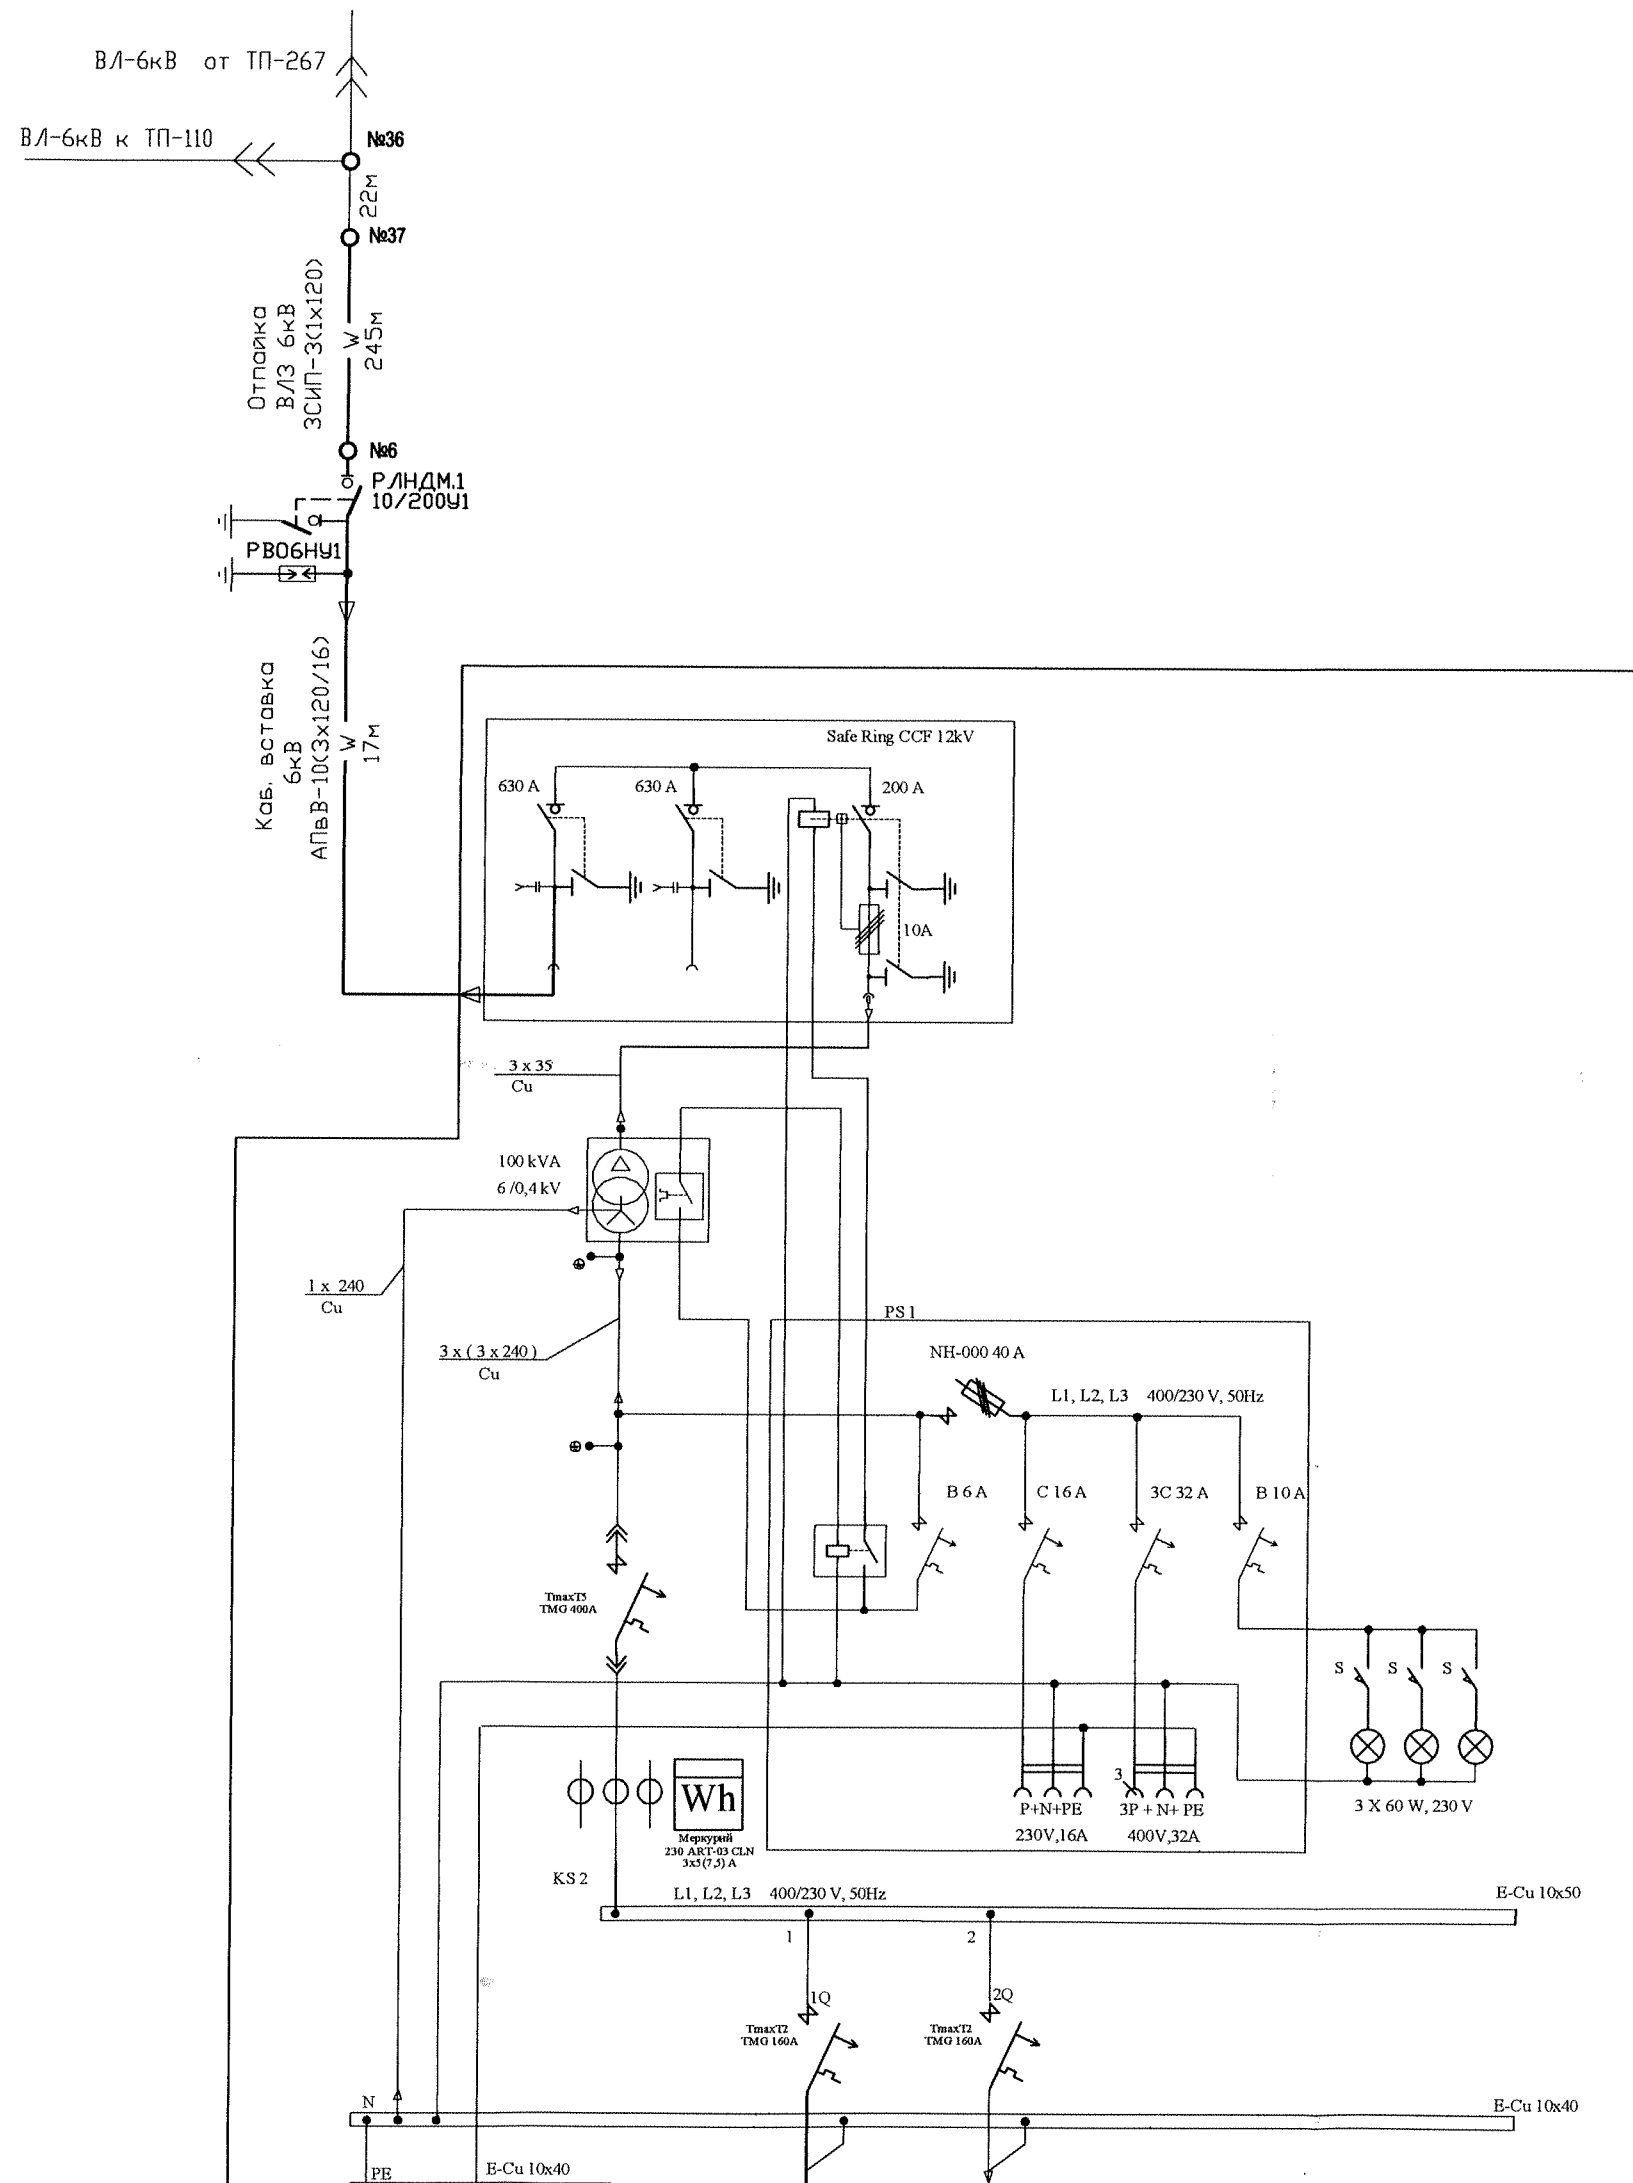 ВЛ-6кВ от ТП-267
ВЛ-6кВ к ТП-110
№36
22м
№37
Отпайка
ВЛЗ 6кВ
3СИП-3(1х120)
W
245м
№6
РЛНДМ.1
10/200У1
РВО6НУ1
Каб. вставка
6кВ
АПвВ-10(3х120/16)
W
17м
Safe Ring CCF 12kV
630 A
630 A
200 A
10A
3 x 35
Cu
100 kVA
6 /0,4 kV
1 x 240
Cu
3 x ( 3 x 240 )
Cu
PS 1
NH-000 40 A
L1, L2, L3 400/230 V, 50Hz
B 6 A
C 16 A
3C 32 A
B 10 A
TmaxT5
TMG 400A
S
S
S
3
P+N+PE
3P + N+ PE
230V,16A
400V,32A
3 X 60 W, 230 V
Wh
Меркурий
230 ART-03 CLN
3x5(7,5) A
KS 2
L1, L2, L3 400/230 V, 50Hz
E-Cu 10x50
1
2
1Q
2Q
TmaxT2
TMG 160A
TmaxT2
TMG 160A
N
E-Cu 10x40
PE
E-Cu 10x40